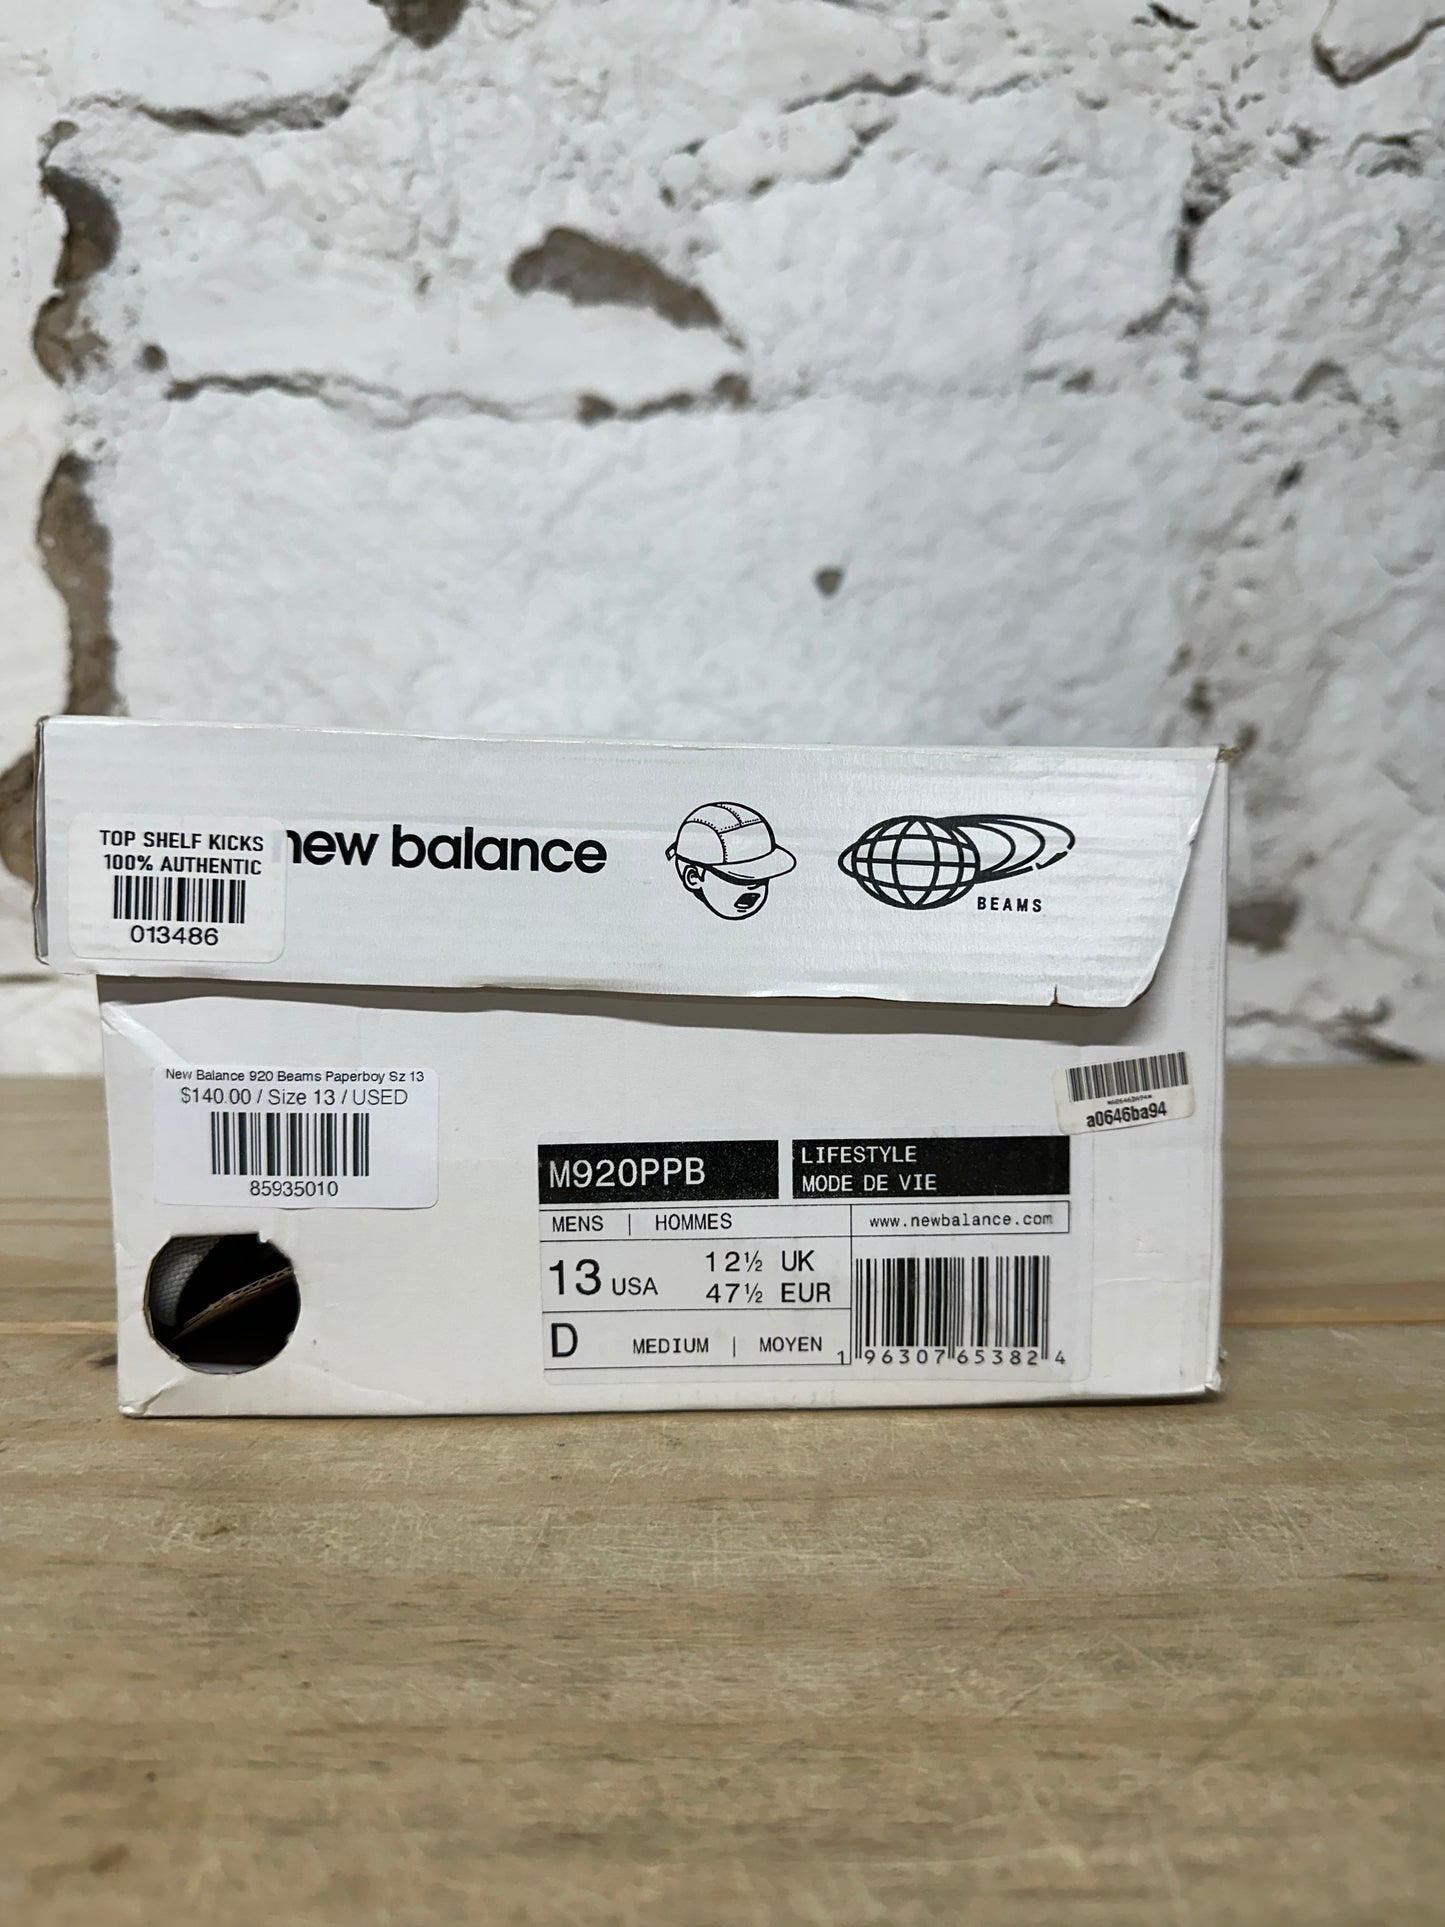 TOP SHELF KICKS
100% AUTHENTIC
013486
new balance
BEAMS
New Balance 920 Beams Paperboy Sz 13
$140.00 / Size 13 / USED
85935010
*A0646BA94*
a0646ba94
M920PPB
LIFESTYLE
MODE DE VIE
MENS | HOMMES
www.newbalance.com
13 USA
12½ UK
47½ EUR
D MEDIUM | MOYEN
1 96307 65382 4